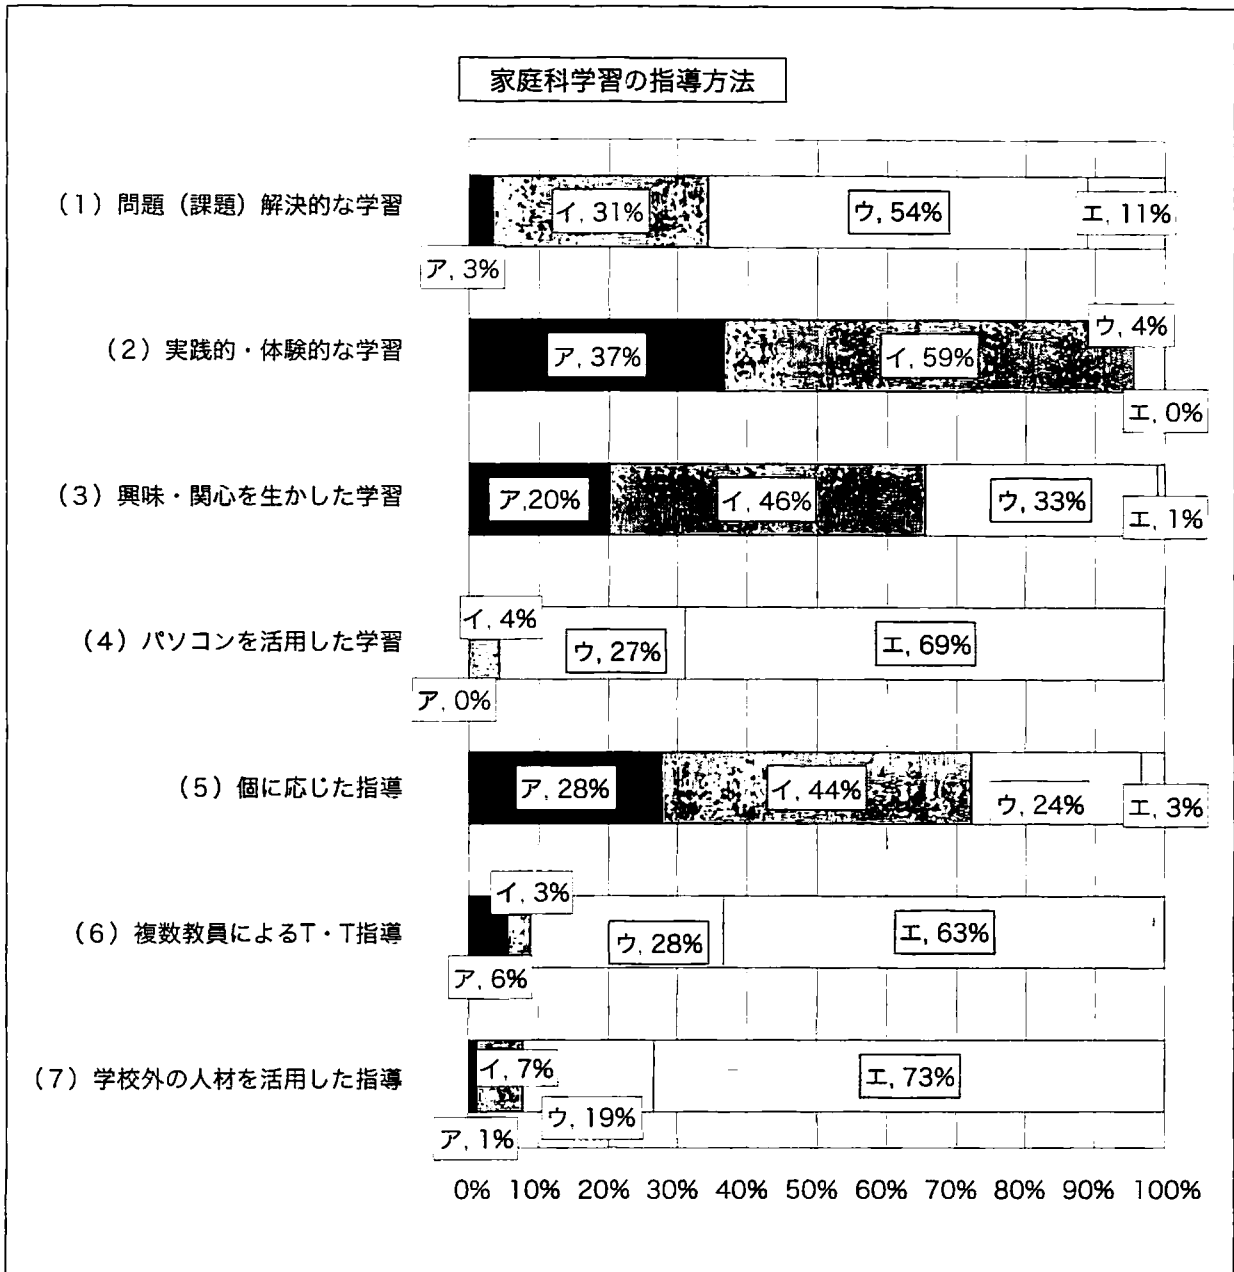 家庭科学習の指導方法
(1) 問題(課題)解決的な学習
ア, 3%
イ, 31%
ウ, 54%
エ, 11%
(2) 実践的・体験的な学習
ア, 37%
イ, 59%
ウ, 4%
エ, 0%
(3) 興味・関心を生かした学習
ア,20%
イ, 46%
ウ, 33%
エ, 1%
(4) パソコンを活用した学習
ア, 0%
イ, 4%
ウ, 27%
エ, 69%
(5) 個に応じた指導
ア, 28%
イ, 44%
ウ, 24%
エ, 3%
(6) 複数教員によるT・T指導
ア, 6%
イ, 3%
ウ, 28%
エ, 63%
(7) 学校外の人材を活用した指導
ア, 1%
イ, 7%
ウ, 19%
エ, 73%
0% 10% 20% 30% 40% 50% 60% 70% 80% 90% 100%